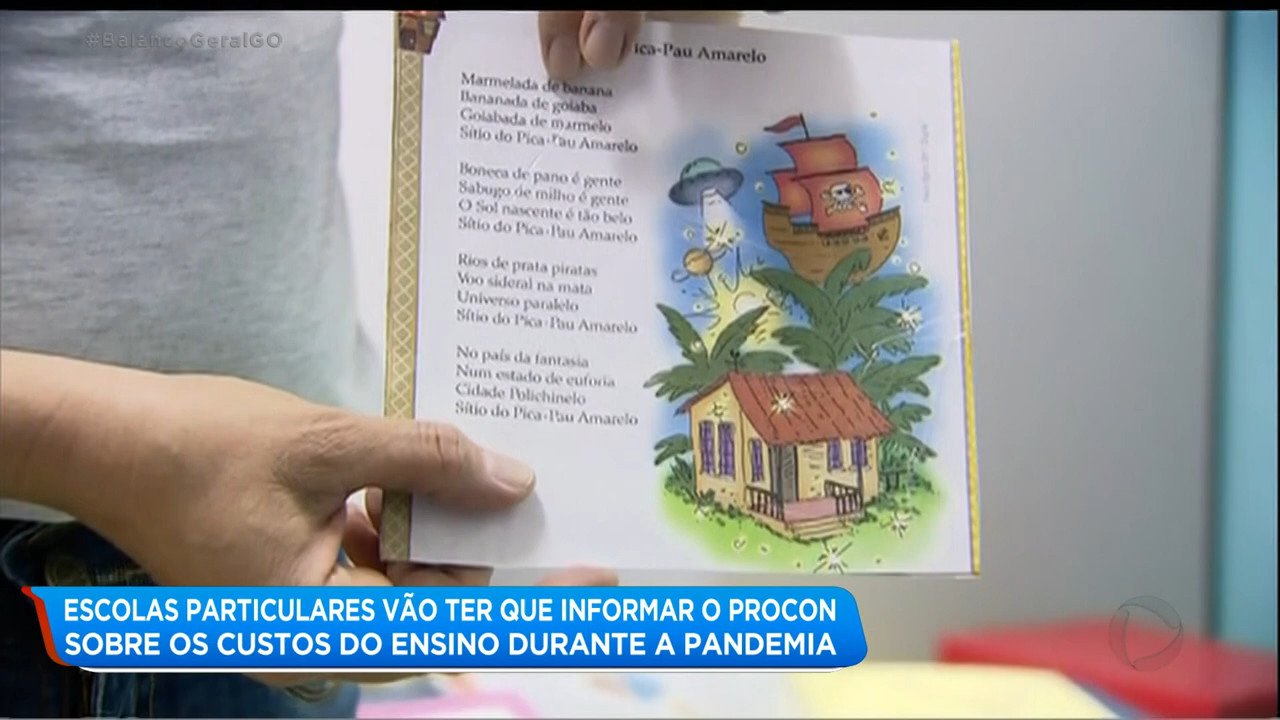 #BalançoGeralGO
Pica-Pau Amarelo
Marmelada de banana
Bananada de goiaba
Goiabada de marmelo
Sítio do Pica-Pau Amarelo
Boneca de pano é gente
Sabugo de milho é gente
O Sol nascente é tão belo
Sítio do Pica-Pau Amarelo
Rios de prata piratas
Voo sideral na mata
Universo paralelo
Sítio do Pica-Pau Amarelo
No país da fantasia
Num estado de euforia
Cidade Polichinelo
Sítio do Pica-Pau Amarelo
ESCOLAS PARTICULARES VÃO TER QUE INFORMAR O PROCON
SOBRE OS CUSTOS DO ENSINO DURANTE A PANDEMIA